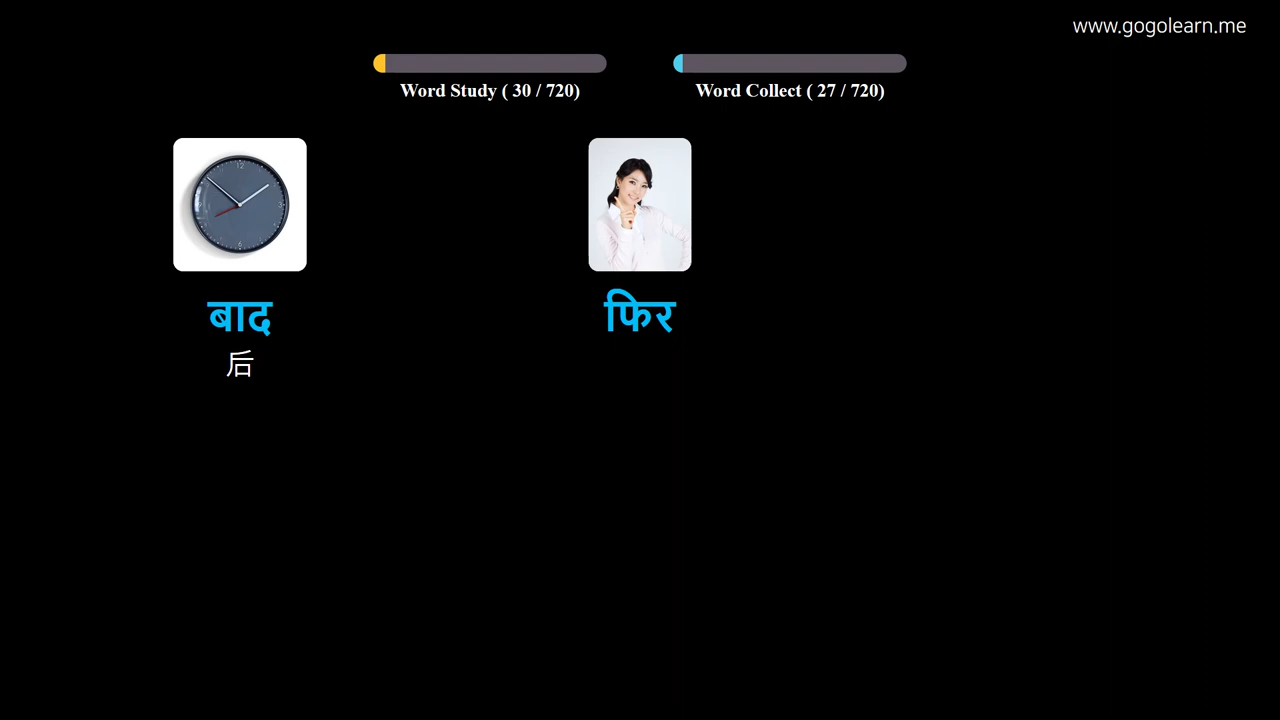 www.gogolearn.me
Word Study ( 30 / 720)
Word Collect ( 27 / 720)
बाद
फिर
后